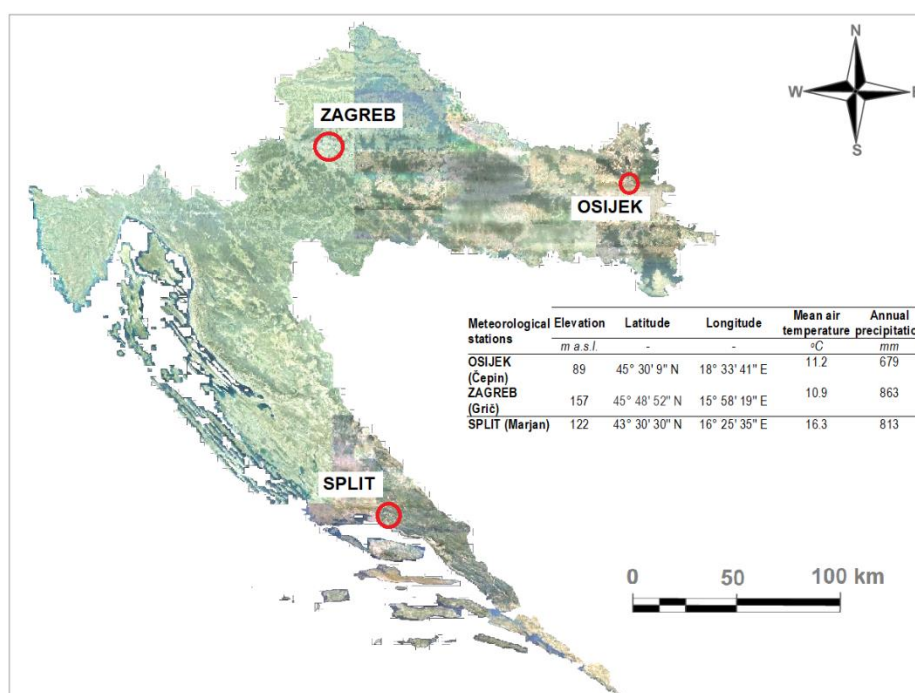 N
W
E
S
ZAGREB
OSIJEK
Meteorological stations Elevation Latitude Longitude Mean air temperature Annual precipitation
m a.s.l. - - ºC mm
OSIJEK (Čepin) 89 45° 30' 9'' N 18° 33' 41'' E 11.2 679
ZAGREB (Grič) 157 45° 48' 52'' N 15° 58' 19'' E 10.9 863
SPLIT (Marjan) 122 43° 30' 30'' N 16° 25' 35'' E 16.3 813
SPLIT
0 50 100 km